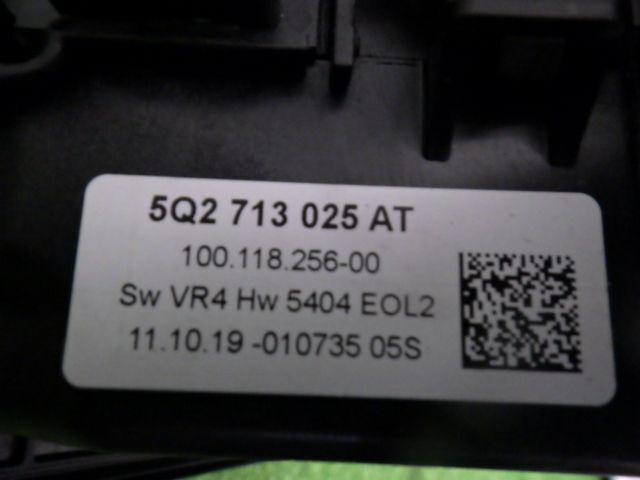 5Q2 713 025 AT
100.118.256-00
Sw VR4 Hw 5404 EOL2
11.10.19 -010735 05S